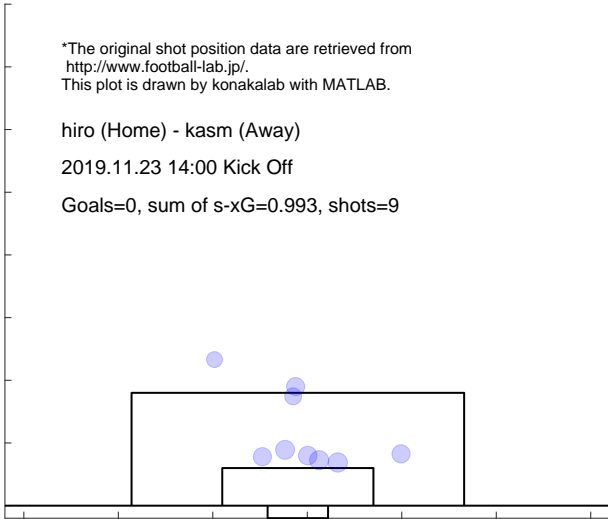 *The original shot position data are retrieved from
http://www.football-lab.jp/.
This plot is drawn by konakalab with MATLAB.
hiro (Home) - kasm (Away)
2019.11.23 14:00 Kick Off
Goals=0, sum of s-xG=0.993, shots=9